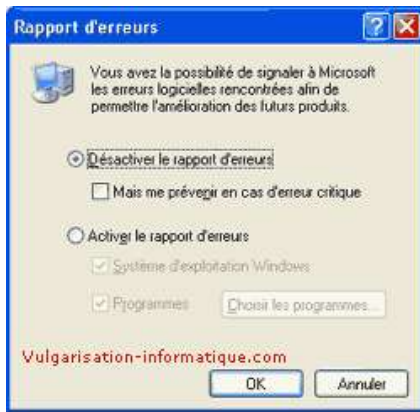 Rapport d'erreurs
Vous avez la possibilité de signaler à Microsoft
les erreurs logicielles rencontrées afin de
permettre l'amélioration des futurs produits.
Désactiver le rapport d'erreurs
Mais me prévenir en cas d'erreur critique
Activer le rapport d'erreurs
Système d'exploitation Windows
Programmes
Choisir les programmes...
Vulgarisation-informatique.com
OK
Annuler